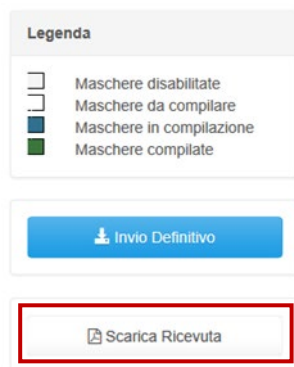 Legenda
Maschere disabilitate
Maschere da compilare
Maschere in compilazione
Maschere compilate
Invio Definitivo
Scarica Ricevuta